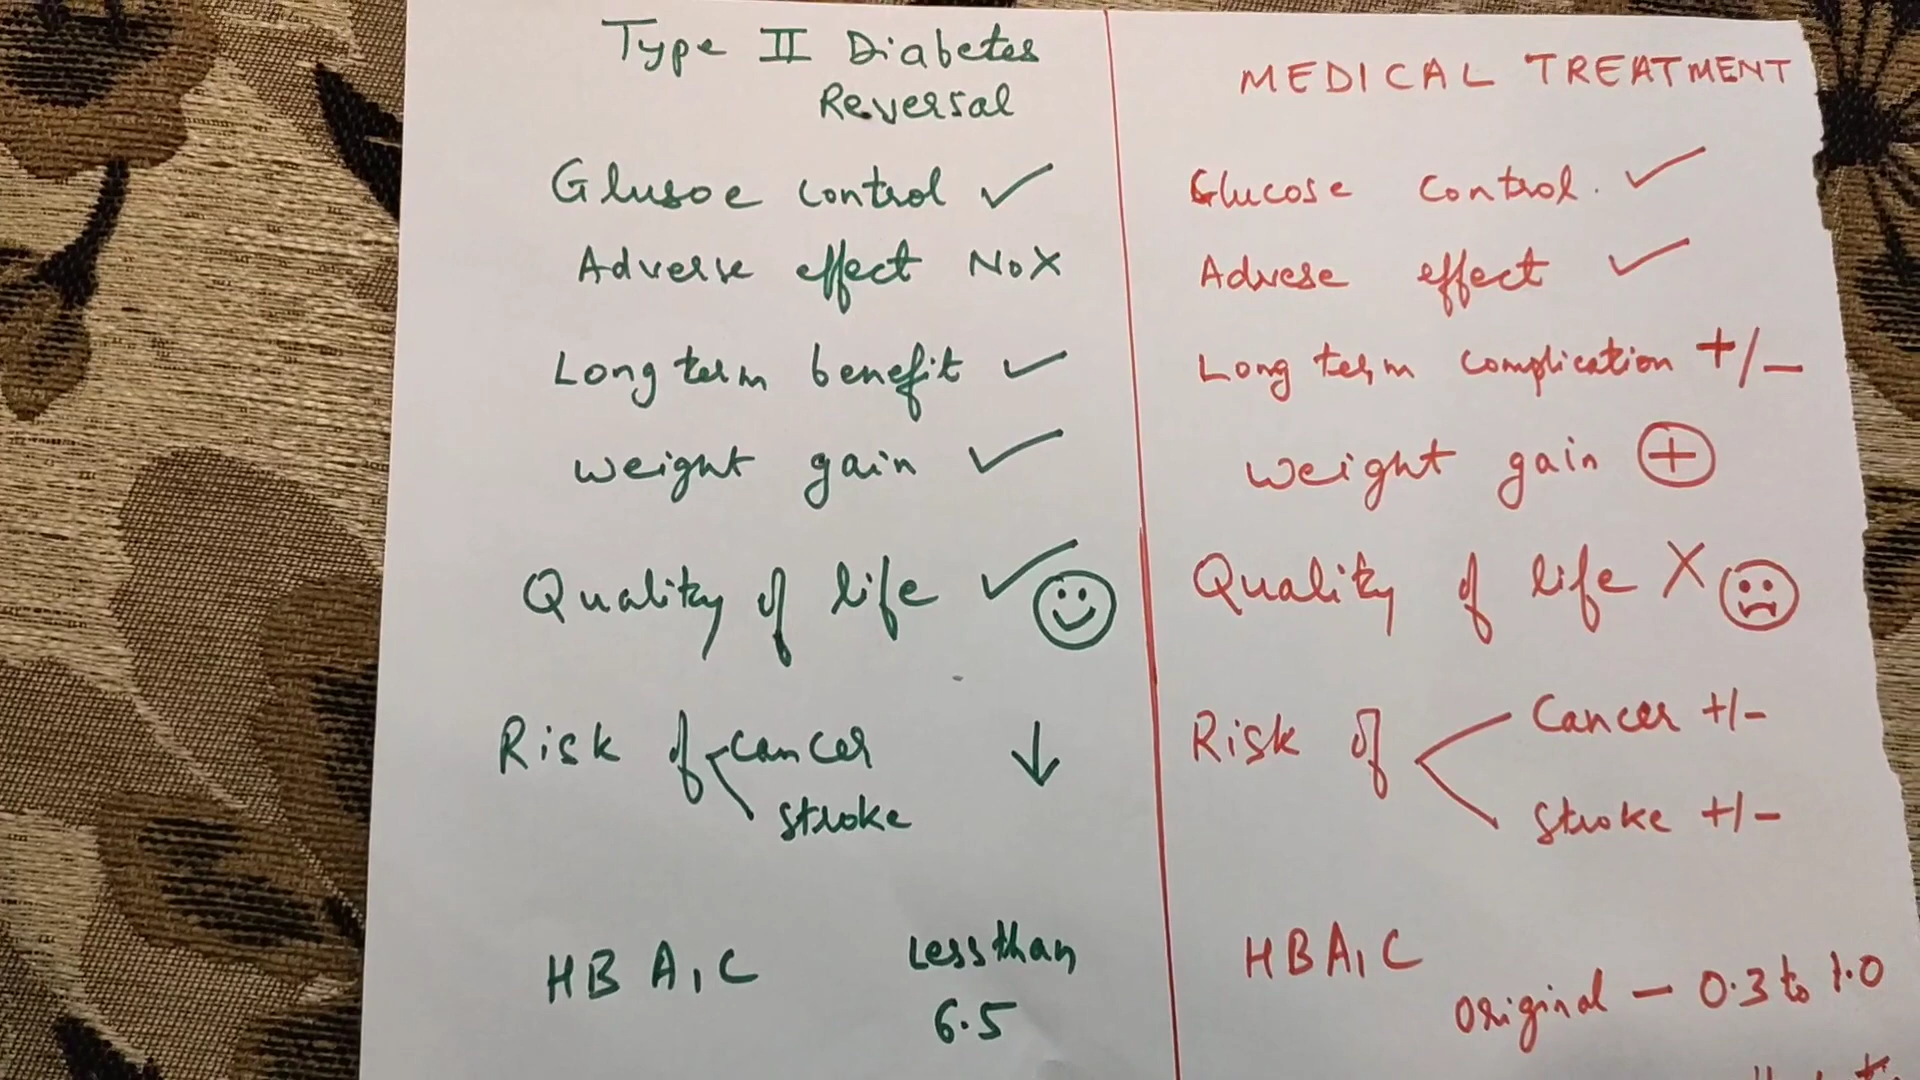 Type II Diabetes
Reversal
Glusoe control ✓
Adverse effect No X
Long term benefit ✓
weight gain ✓
Quality of life ✓
Risk of cancer ↓
stroke
HB A1C Less than
6.5
MEDICAL TREATMENT
Glucose control. ✓
Advese effect ✓
Long term complication +/-
weight gain +
Quality of life X
Risk of Cancer +/-
Stroke +/-
HBA1C
Original - 0.3 to 1.0